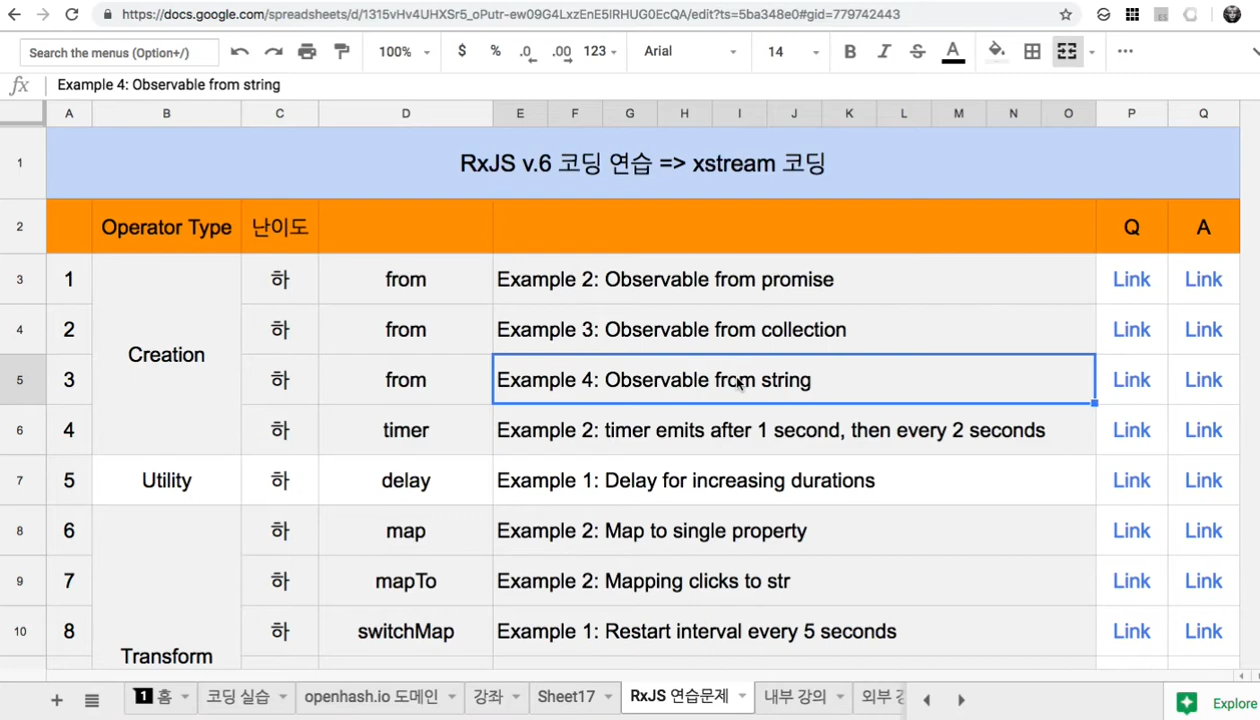 https://docs.google.com/spreadsheets/d/1315vHv4UHXSr5_oPutr-ew09G4LxzEnE5lRHUG0EcQA/edit?ts=5ba348e0#gid=779742443
Search the menus (Option+/) 100% $ % .0 .00 123 Arial 14 B I S A
fx Example 4: Observable from string
A B C D E F G H I J K L M N O P Q
1 RxJS v.6 코딩 연습 => xstream 코딩
2 Operator Type 난이도 Q A
3 1 하 from Example 2: Observable from promise Link Link
4 2 하 from Example 3: Observable from collection Link Link
Creation
5 3 하 from Example 4: Observable from string Link Link
6 4 하 timer Example 2: timer emits after 1 second, then every 2 seconds Link Link
7 5 Utility 하 delay Example 1: Delay for increasing durations Link Link
8 6 하 map Example 2: Map to single property Link Link
9 7 하 mapTo Example 2: Mapping clicks to str Link Link
10 8 하 switchMap Example 1: Restart interval every 5 seconds Link Link
Transform
1 홈 코딩 실습 openhash.io 도메인 강좌 Sheet17 RxJS 연습문제 내부 강의 외부 Explore